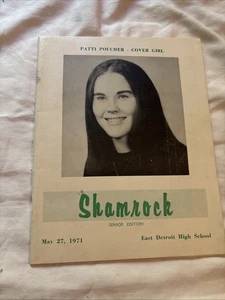 PATTI POUCHER - COVER GIRL
Shamrock
SENIOR EDITION
MAY 27, 1971
East Detroit High School